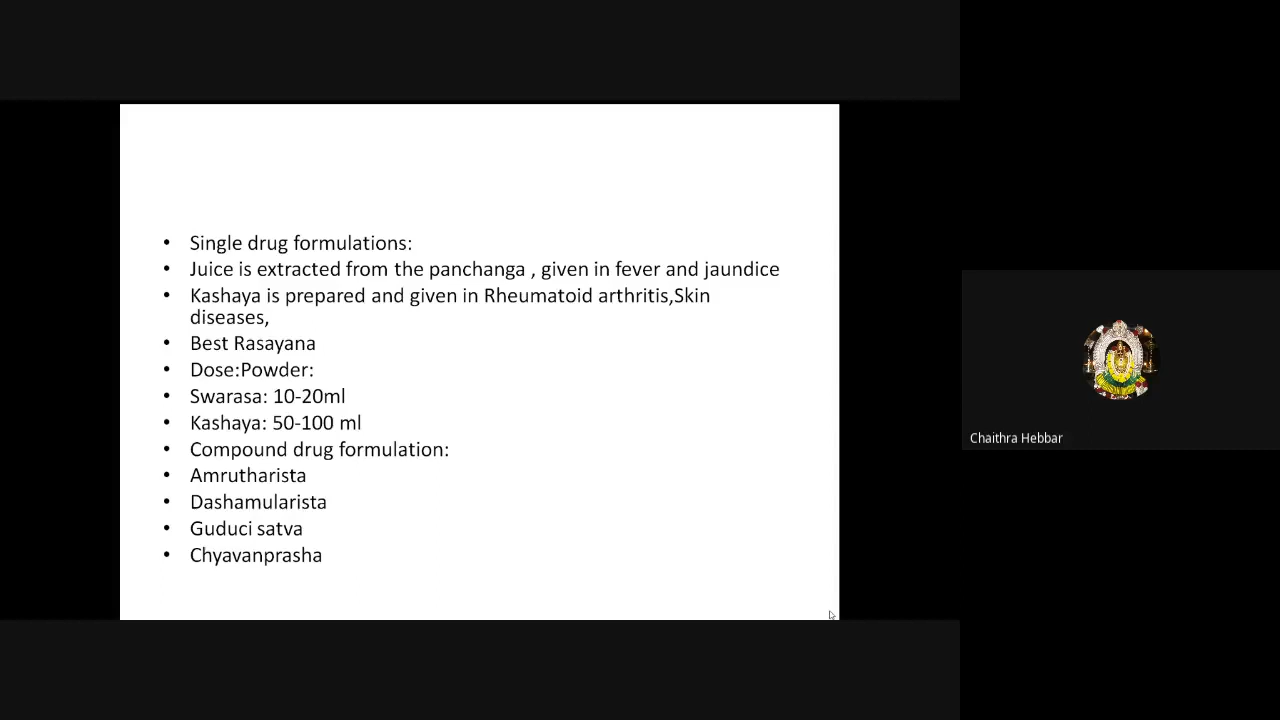 • Single drug formulations:
• Juice is extracted from the panchanga , given in fever and jaundice
• Kashaya is prepared and given in Rheumatoid arthritis,Skin
diseases,
• Best Rasayana
• Dose:Powder:
• Swarasa: 10-20ml
• Kashaya: 50-100 ml
• Compound drug formulation:
• Amrutharista
• Dashamularista
• Guduci satva
• Chyavanprasha
Chaithra Hebbar